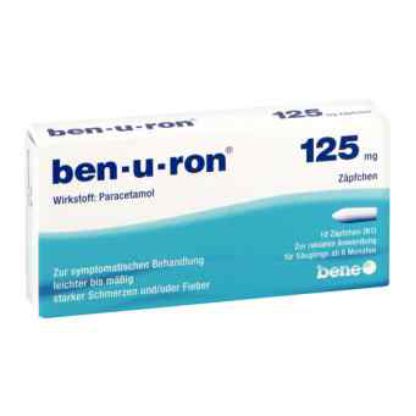 125 mg Zäpfchen
ben-u-ron®
ben-u-ron® 125 mg
Wirkstoff: Paracetamol
Zäpfchen
10 Zäpfchen (N1)
Zur rektalen Anwendung
für Säuglinge ab 6 Monaten
bene
Zur symptomatischen Behandlung
leichter bis mäßig
starker Schmerzen und/oder Fieber